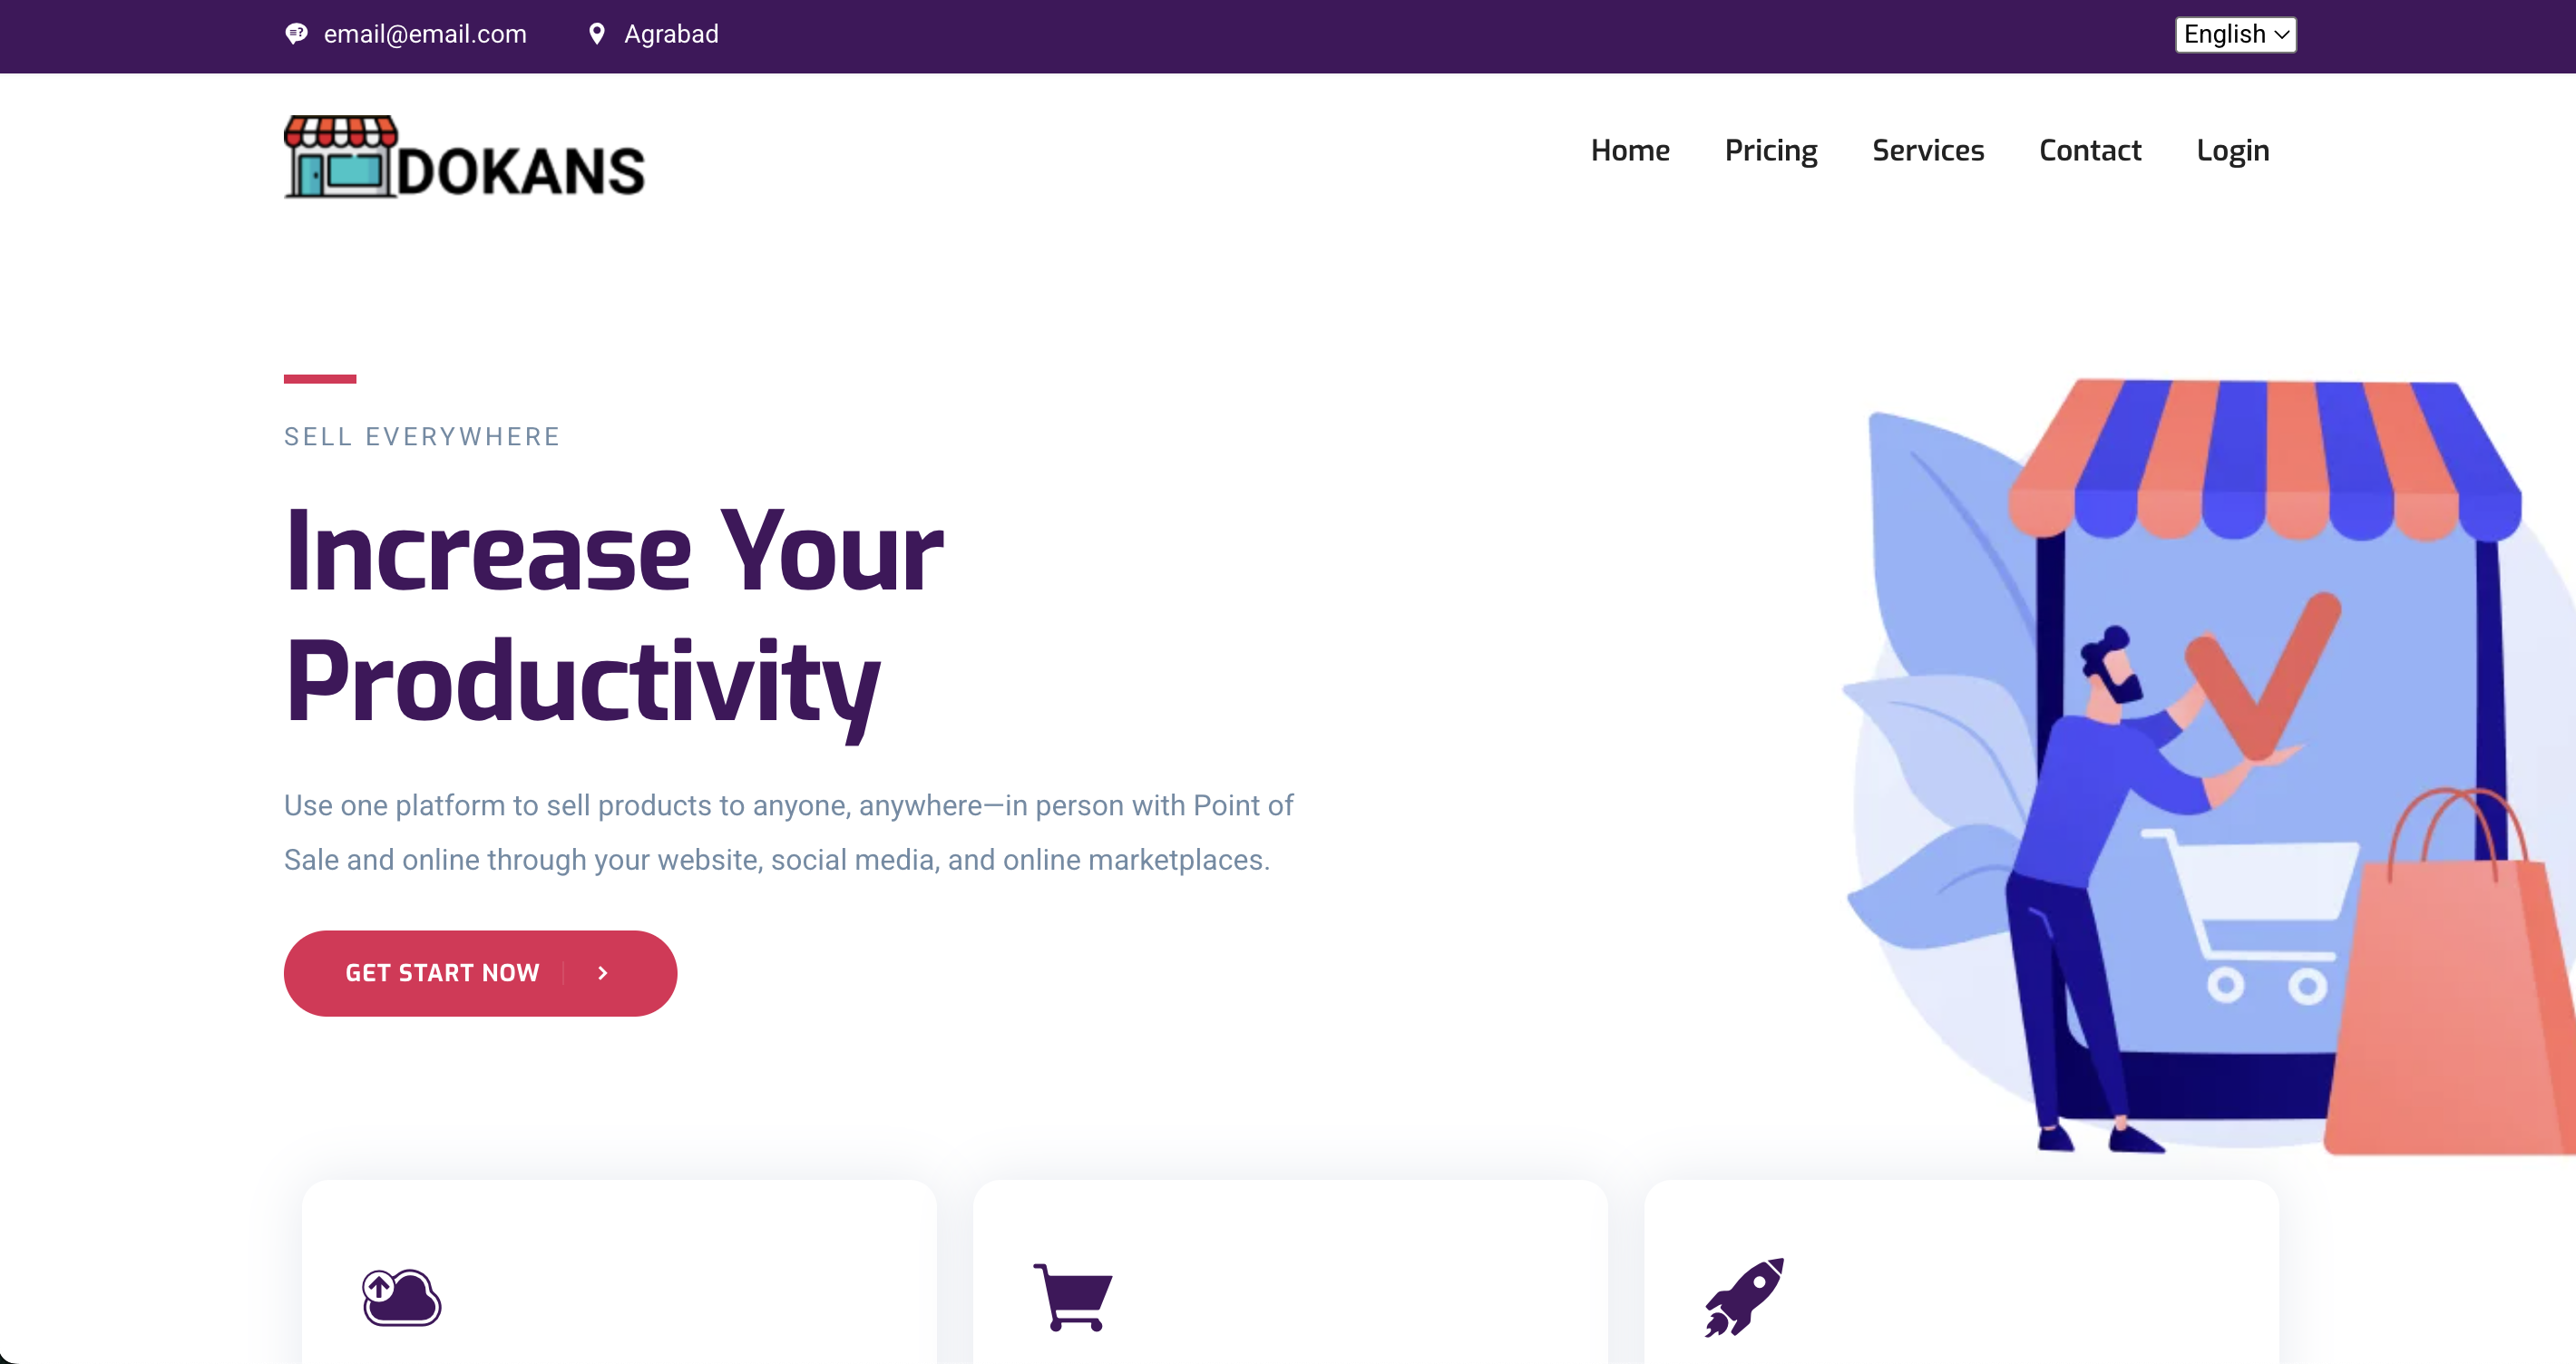 email@email.com
Agrabad
English
DOKANS
Home
Pricing
Services
Contact
Login
SELL EVERYWHERE
Increase Your
Productivity
Use one platform to sell products to anyone, anywhere—in person with Point of
Sale and online through your website, social media, and online marketplaces.
GET START NOW